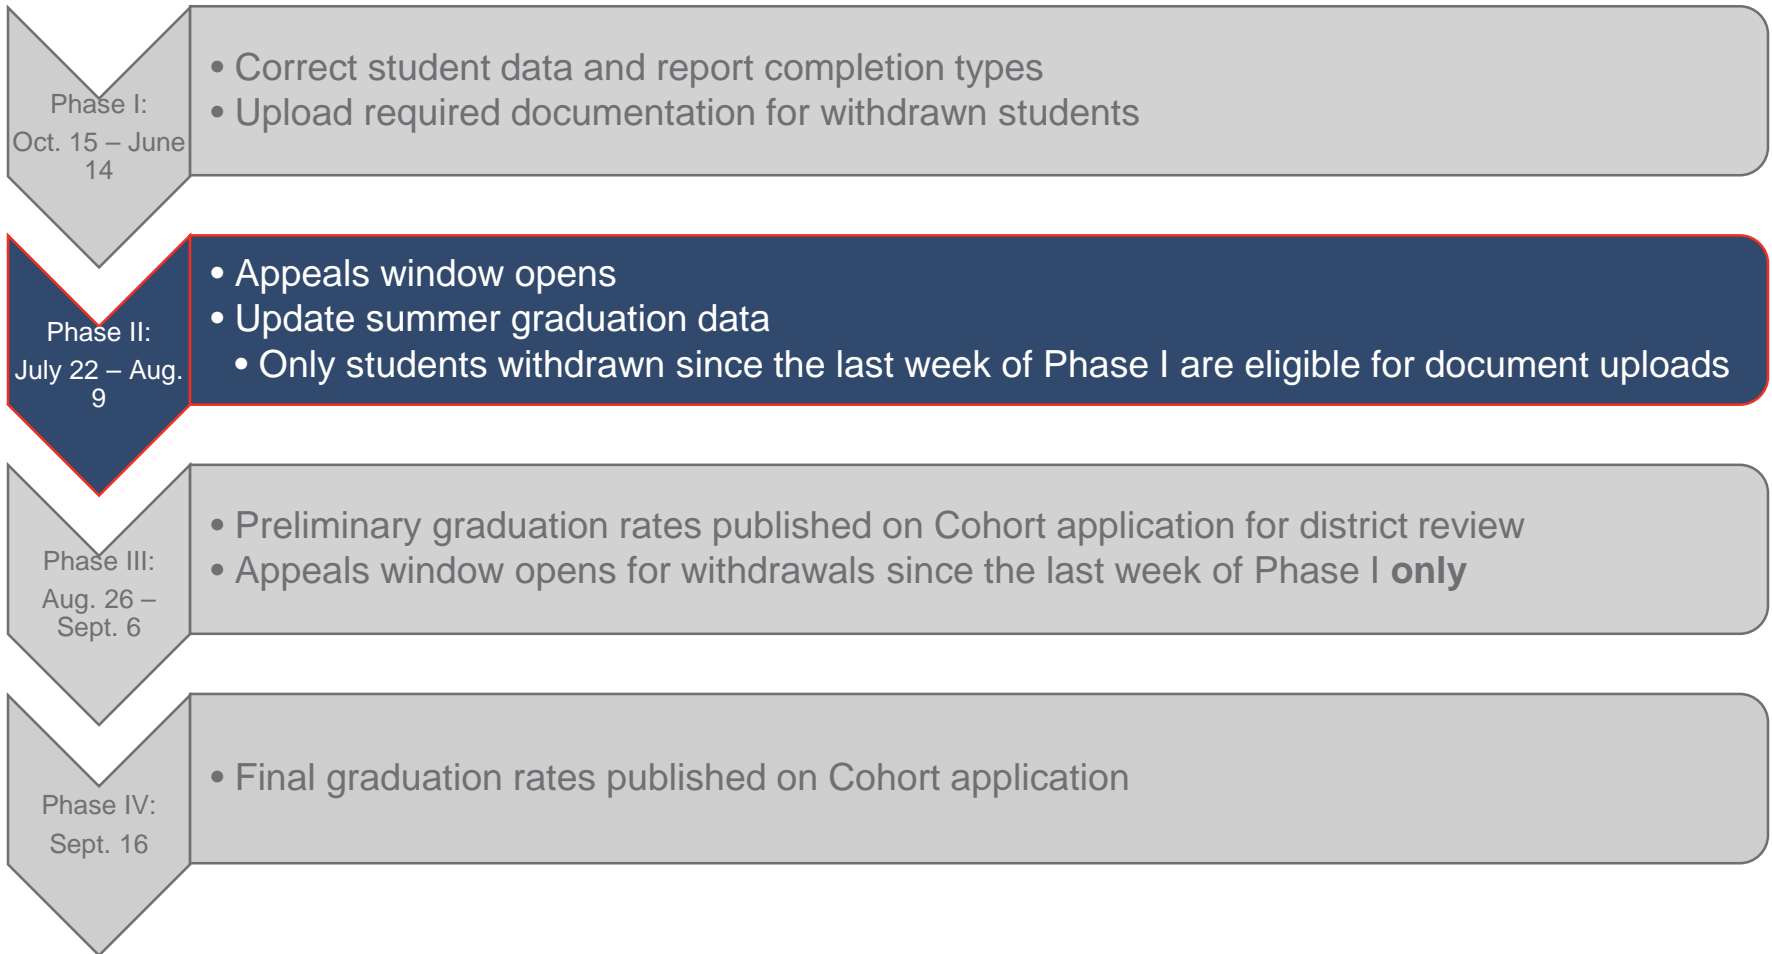 Phase I:
Oct. 15 – June
14
• Correct student data and report completion types
• Upload required documentation for withdrawn students
Phase II:
July 22 – Aug.
9
• Appeals window opens
• Update summer graduation data
• Only students withdrawn since the last week of Phase I are eligible for document uploads
Phase III:
Aug. 26 –
Sept. 6
• Preliminary graduation rates published on Cohort application for district review
• Appeals window opens for withdrawals since the last week of Phase I only
Phase IV:
Sept. 16
• Final graduation rates published on Cohort application